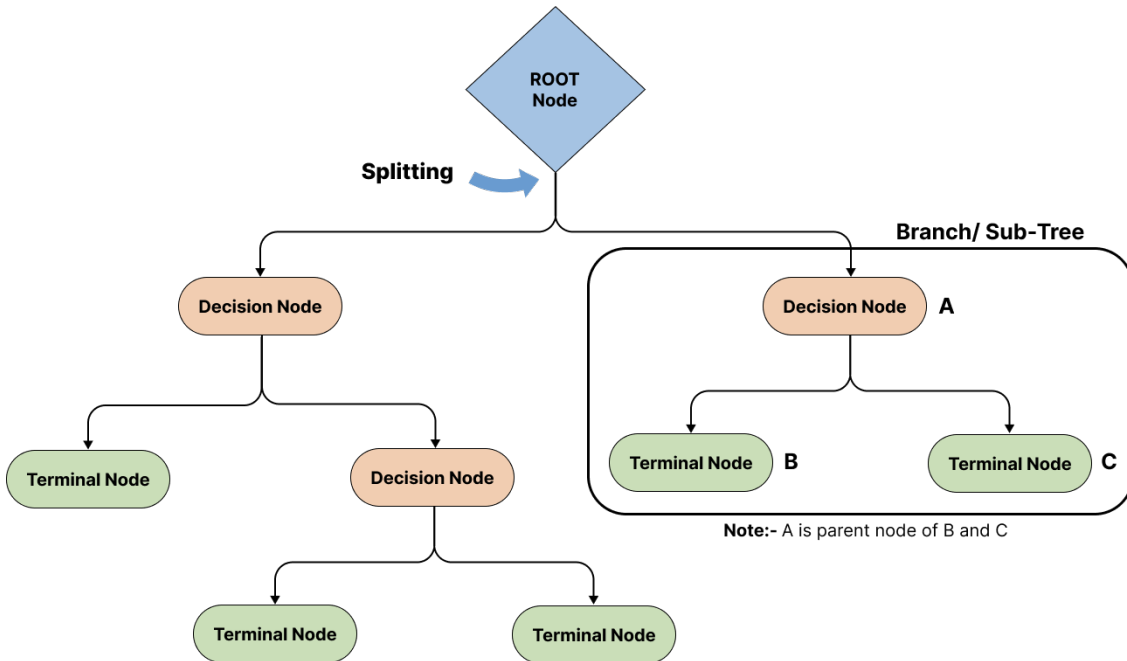 ROOT
Node
Splitting
Branch/ Sub-Tree
Decision Node
Decision Node
A
Terminal Node
Decision Node
Terminal Node
B
Terminal Node
C
Note:- A is parent node of B and C
Terminal Node
Terminal Node